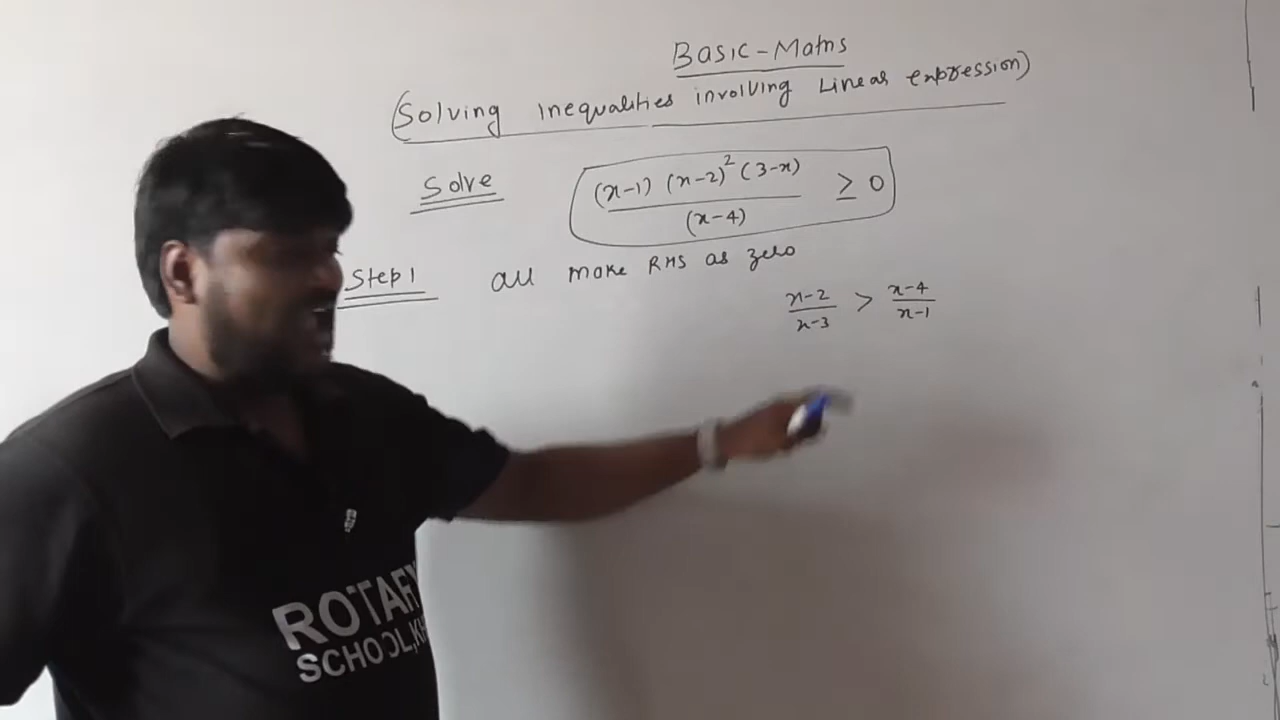 Basic-Maths
(Solving inequalities involving Linear expression)
Solve (x-1) (x-2)² (3-x) / (x-4) ≥ 0
Step 1 all make RHS as zero
x-2 / x-3 > x-4 / x-1
ROTARY
SCHOOL, KH